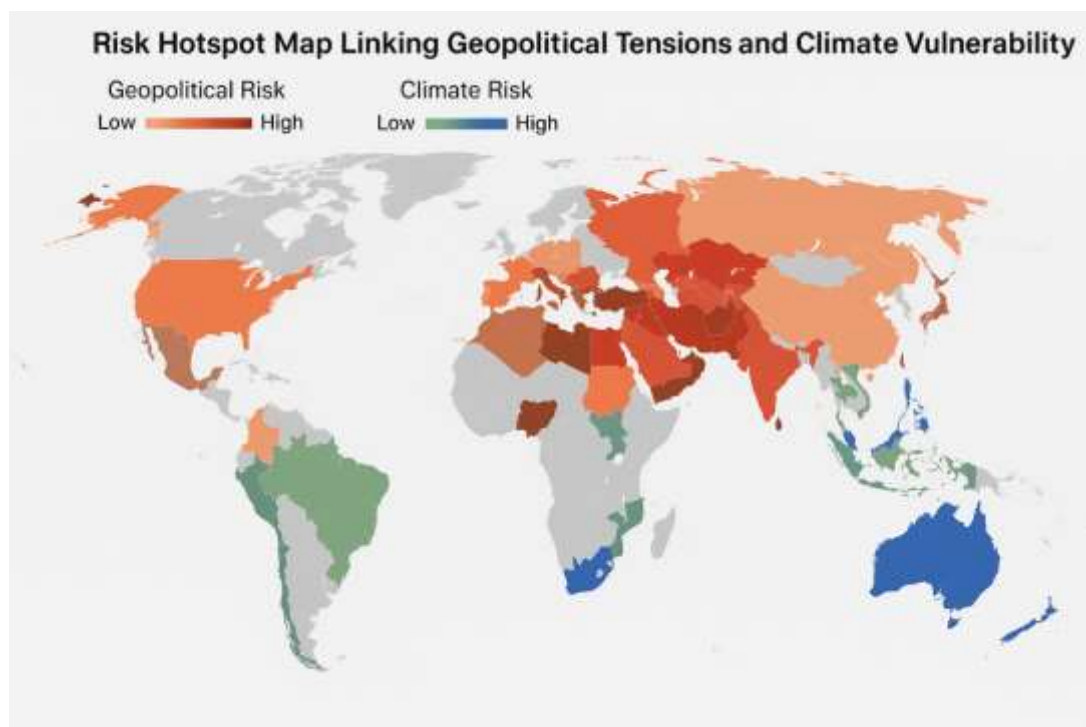 Risk Hotspot Map Linking Geopolitical Tensions and Climate Vulnerability
Geopolitical Risk
Low High
Climate Risk
Low High